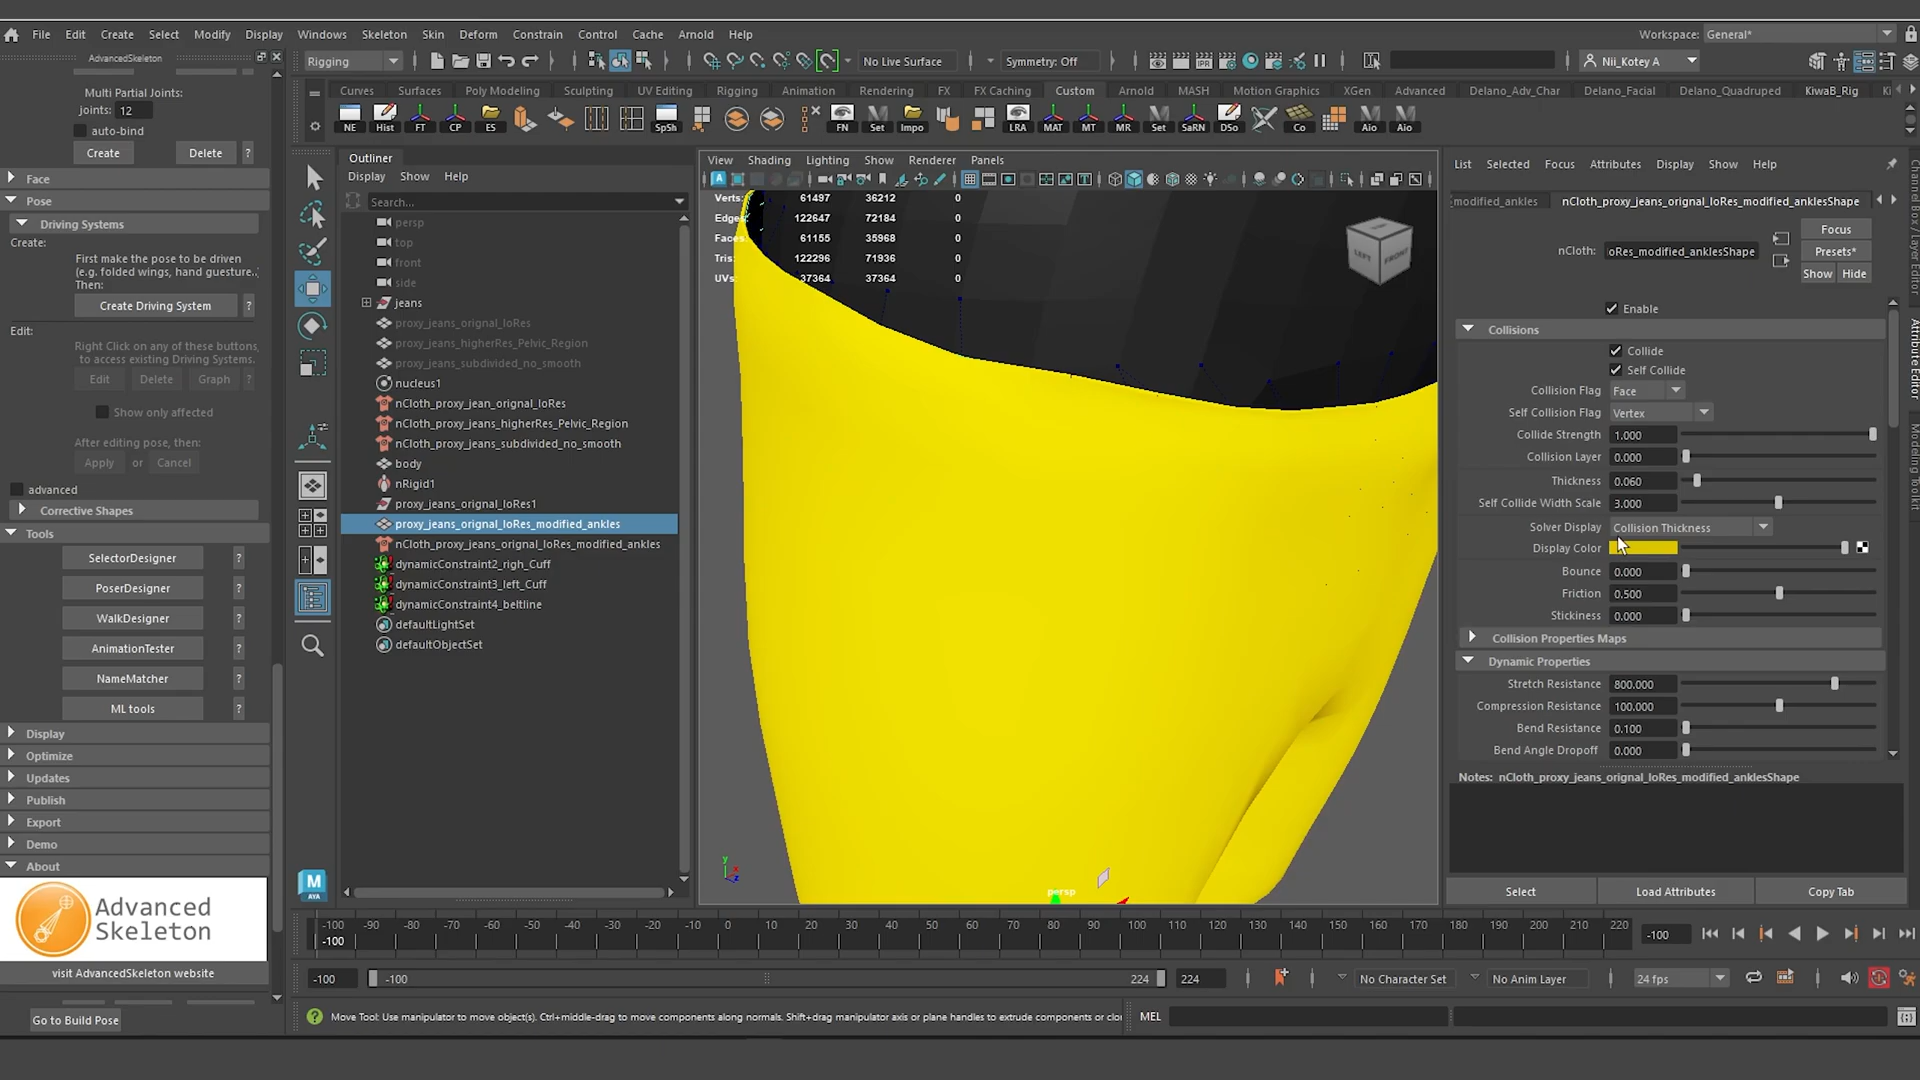 File Edit Create Select Modify Display Windows Skeleton Skin Deform Constrain Control Cache Arnold Help
Workspace: General*
AdvancedSkeleton
Rigging
No Live Surface
Symmetry: Off
Nii_Kotey A
Curves Surfaces Poly Modeling Sculpting UV Editing Rigging Animation Rendering FX FX Caching Custom Arnold MASH Motion Graphics XGen Advanced Delano_Adv_Char Delano_Facial Delano_Quadruped KiwaB_Rig Ki
NE Hist FT CP ES SpSh FN Set Impo LRA MAT MT MR Set SaRN DSo Co Aio Aio
Multi Partial Joints:
joints: 12
auto-bind
Create Delete ?
Face
Pose
Driving Systems
Create:
First make the pose to be driven
(e.g. folded wings, hand guesture..;
Then:
Create Driving System ?
Edit:
Right Click on any of these buttons,
to access existing Driving Systems.
Edit Delete Graph ?
Show only affected
After editing pose, then:
Apply or Cancel
advanced
Corrective Shapes
Tools
SelectorDesigner ?
PoserDesigner ?
WalkDesigner ?
AnimationTester ?
NameMatcher ?
ML tools ?
Display
Optimize
Updates
Publish
Export
Demo
About
Advanced
Skeleton
visit AdvancedSkeleton website
Go to Build Pose
M
AYA
Outliner
Display Show Help
Search...
persp
top
front
side
jeans
proxy_jeans_orignal_loRes
proxy_jeans_higherRes_Pelvic_Region
proxy_jeans_subdivided_no_smooth
nucleus1
nCloth_proxy_jean_orignal_loRes
nCloth_proxy_jeans_higherRes_Pelvic_Region
nCloth_proxy_jeans_subdivided_no_smooth
body
nRigid1
proxy_jeans_orignal_loRes1
proxy_jeans_orignal_loRes_modified_ankles
nCloth_proxy_jeans_orignal_loRes_modified_ankles
dynamicConstraint2_righ_Cuff
dynamicConstraint3_left_Cuff
dynamicConstraint4_beltline
defaultLightSet
defaultObjectSet
View Shading Lighting Show Renderer Panels
Verts: 61497 36212 0
Edges: 122647 72184 0
Faces: 61155 35968 0
Tris: 122296 71936 0
UVs: 37364 37364 0
LEFT FRONT
y
x
z
persp
List Selected Focus Attributes Display Show Help
modified_ankles nCloth_proxy_jeans_orignal_loRes_modified_anklesShape
Focus
nCloth: oRes_modified_anklesShape Presets*
Show Hide
Enable
Collisions
Collide
Self Collide
Collision Flag Face
Self Collision Flag Vertex
Collide Strength 1.000
Collision Layer 0.000
Thickness 0.060
Self Collide Width Scale 3.000
Solver Display Collision Thickness
Display Color
Bounce 0.000
Friction 0.500
Stickiness 0.000
Collision Properties Maps
Dynamic Properties
Stretch Resistance 800.000
Compression Resistance 100.000
Bend Resistance 0.100
Bend Angle Dropoff 0.000
Notes: nCloth_proxy_jeans_orignal_loRes_modified_anklesShape
Select Load Attributes Copy Tab
Channel Box / Layer Editor
Attribute Editor
Modeling Toolkit
-100 -90 -80 -70 -60 -50 -40 -30 -20 -10 0 10 20 30 40 50 60 70 80 90 100 110 120 130 140 150 160 170 180 190 200 210 220
-100
-100
-100 -100 224 224
No Character Set No Anim Layer 24 fps
Move Tool: Use manipulator to move object(s). Ctrl+middle-drag to move components along normals. Shift+drag manipulator axis or plane handles to extrude components or clo
MEL